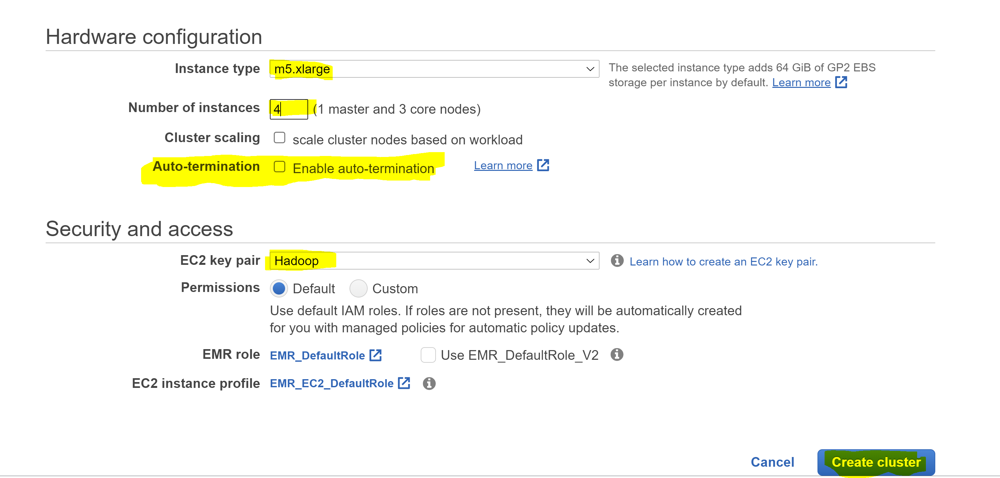 Hardware configuration
Instance type m5.xlarge The selected instance type adds 64 GiB of GP2 EBS
storage per instance by default. Learn more
Number of instances 4 (1 master and 3 core nodes)
Cluster scaling scale cluster nodes based on workload
Auto-termination Enable auto-termination Learn more
Security and access
EC2 key pair Hadoop Learn how to create an EC2 key pair.
Permissions Default Custom
Use default IAM roles. If roles are not present, they will be automatically created
for you with managed policies for automatic policy updates.
EMR role EMR_DefaultRole Use EMR_DefaultRole_V2
EC2 instance profile EMR_EC2_DefaultRole
Cancel Create cluster